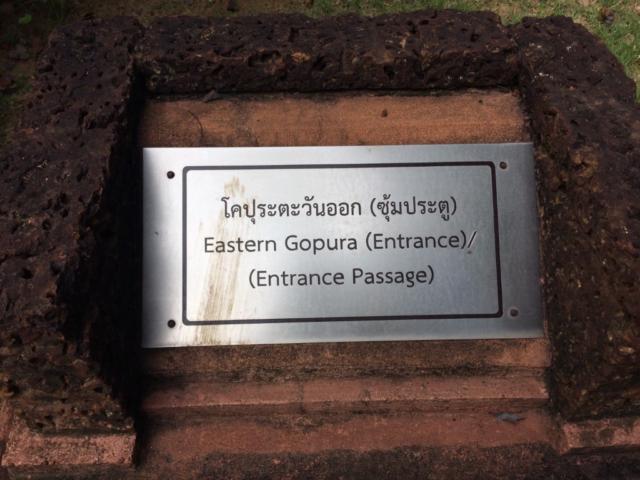 โคปุระตะวันออก (ซุ้มประตู)
Eastern Gopura (Entrance)/
(Entrance Passage)